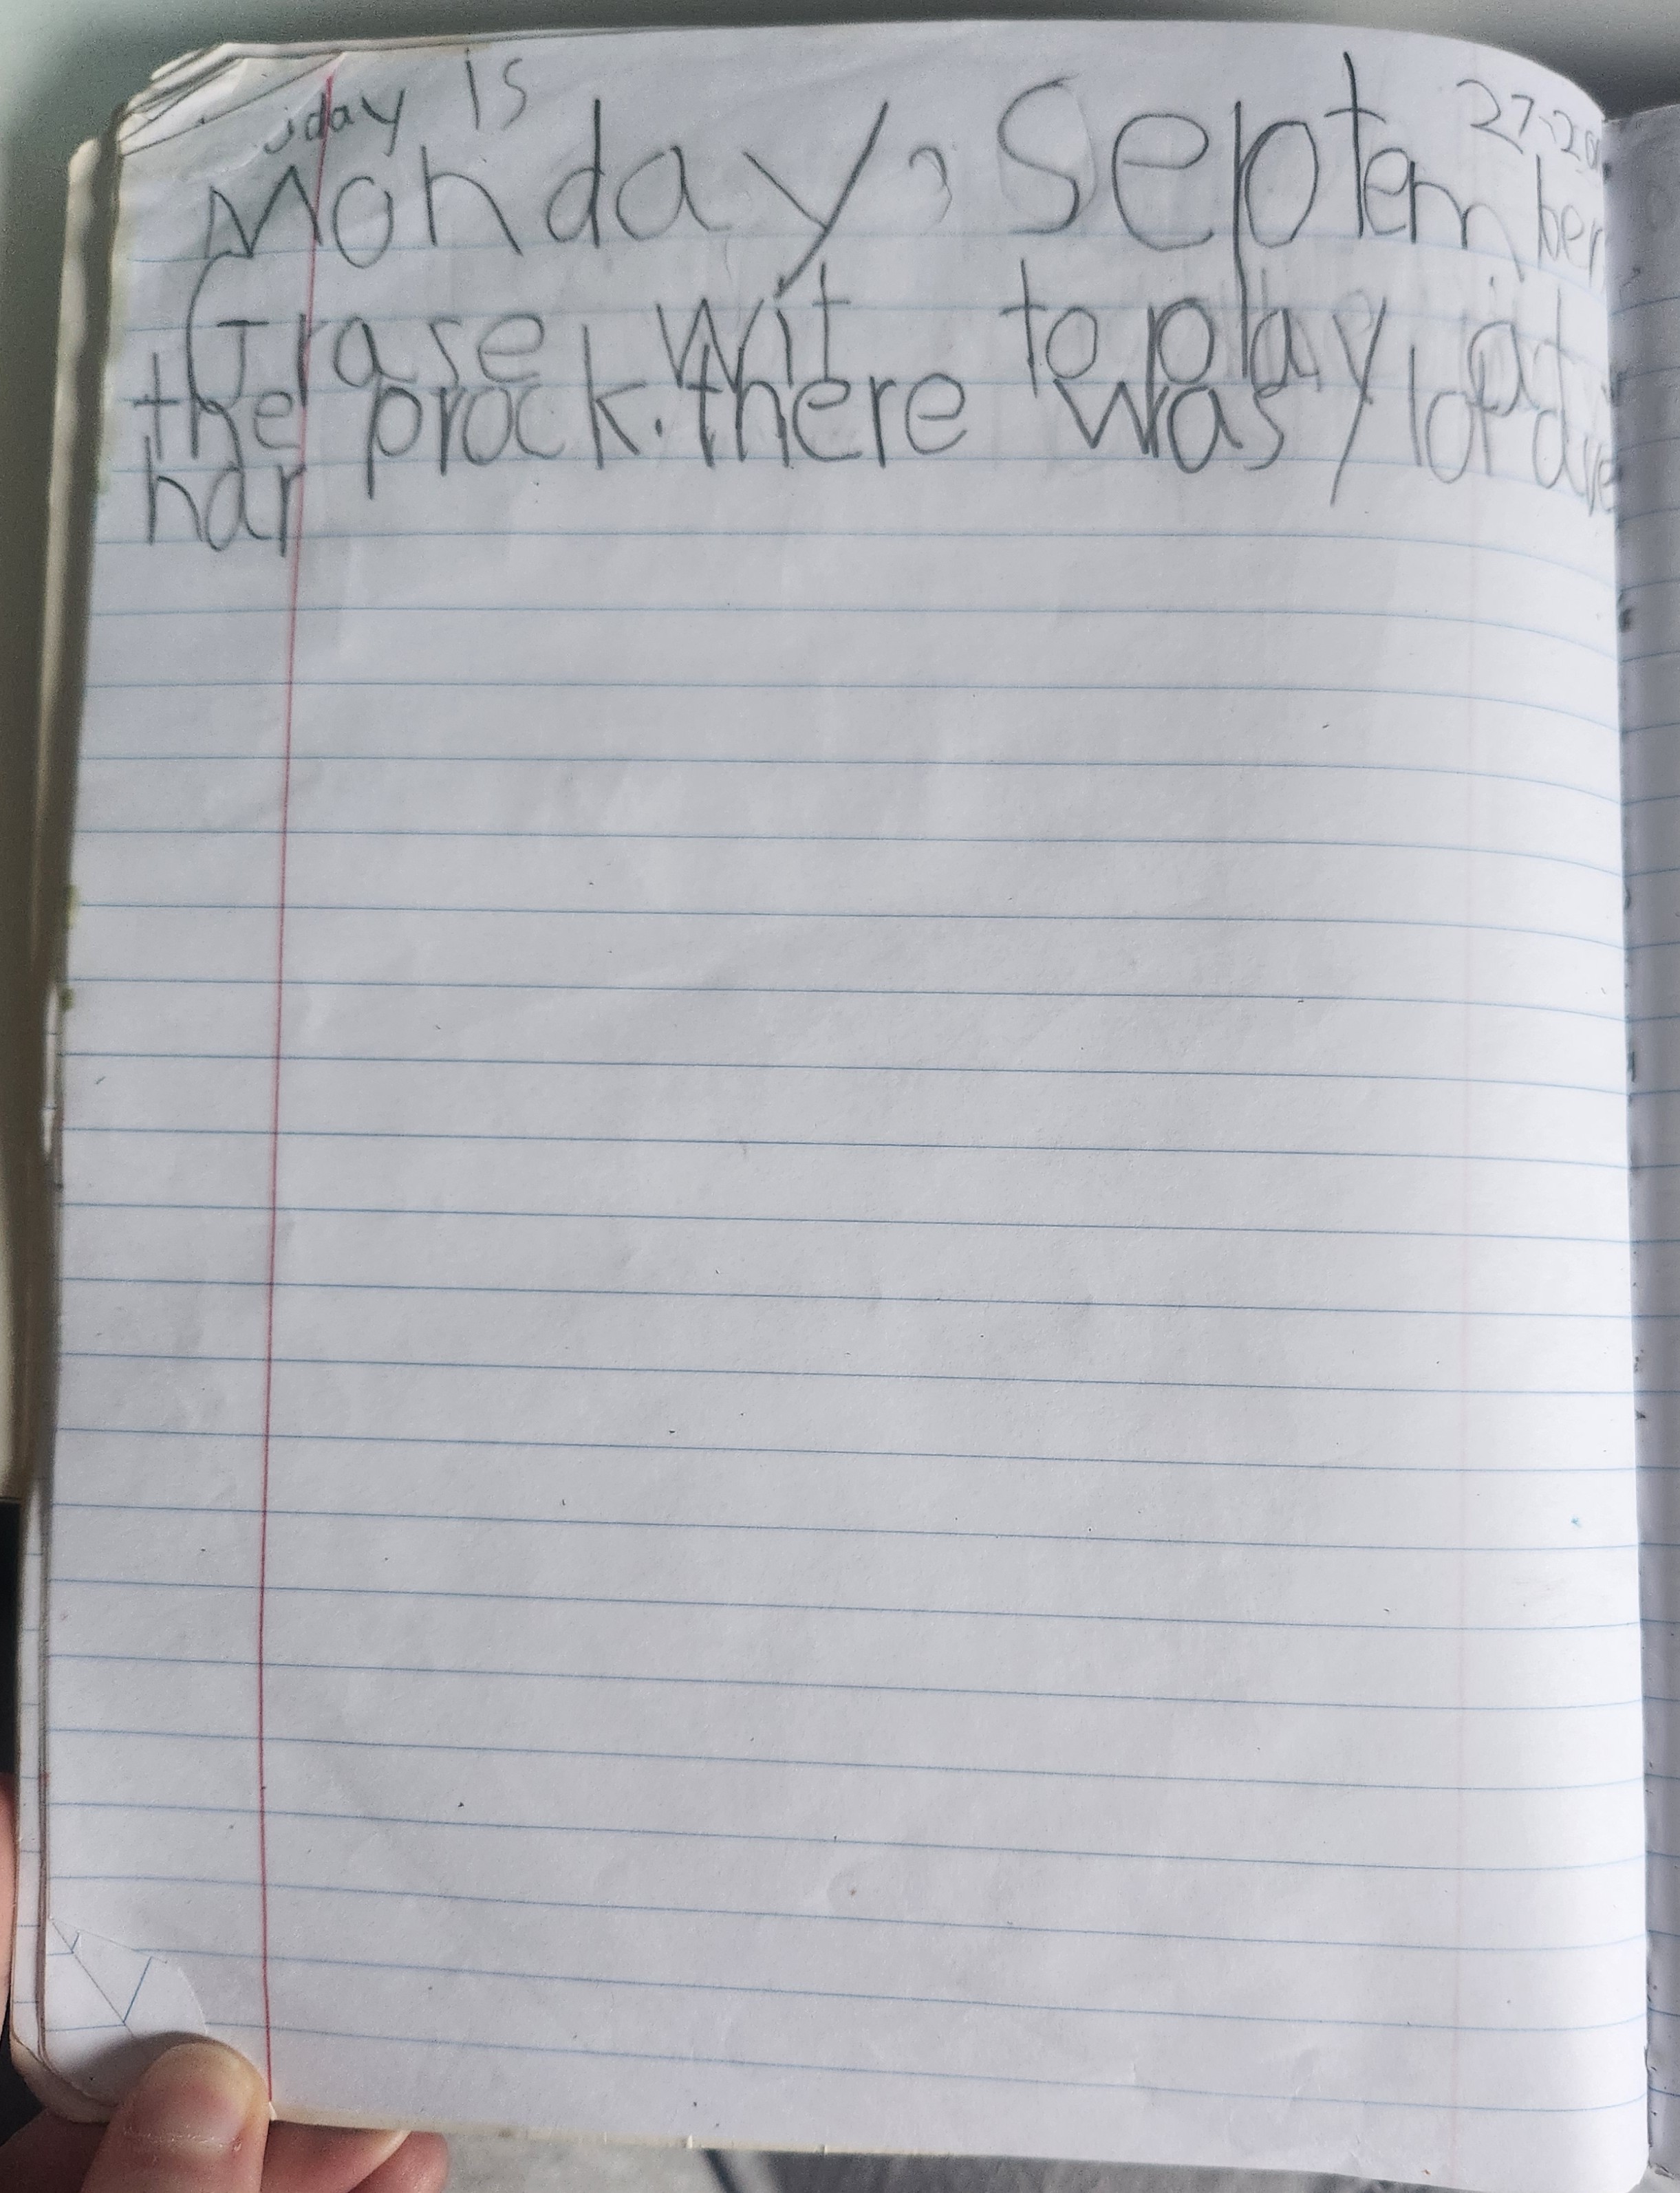 day is
Monday, September 27-20
Grase wit to play at
the prock. there was lot
har